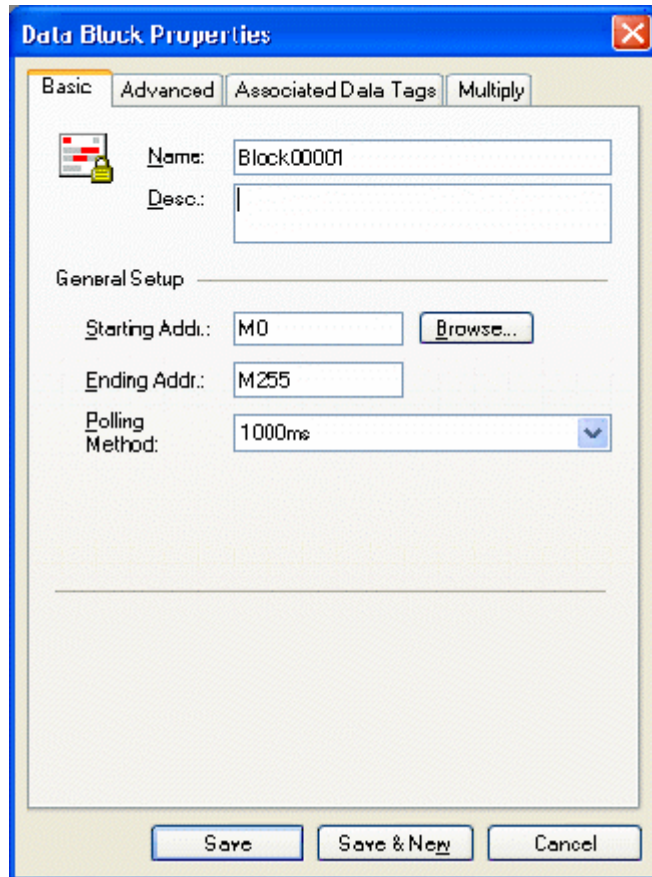 Data Block Properties
Basic Advanced Associated Data Tags Multiply
Name: Block00001
Desc.:
General Setup
Starting Addr.: M0 Browse...
Ending Addr.: M255
Polling Method: 1000ms
Save Save & New Cancel